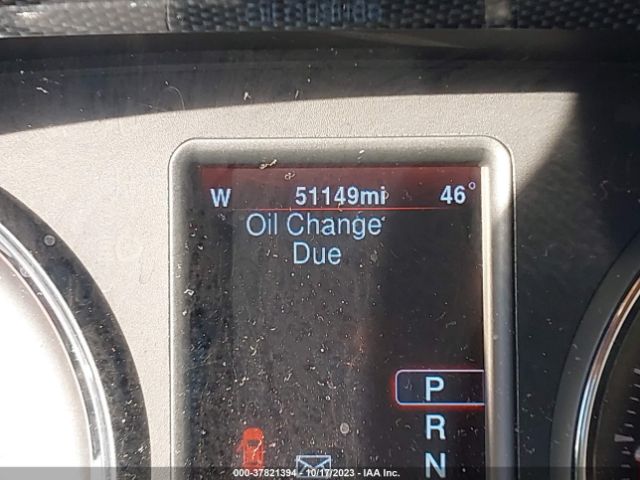 W 51149mi 46°
Oil Change
Due
P
R
N
000-37821394 - 10/17/2023 - IAA Inc.